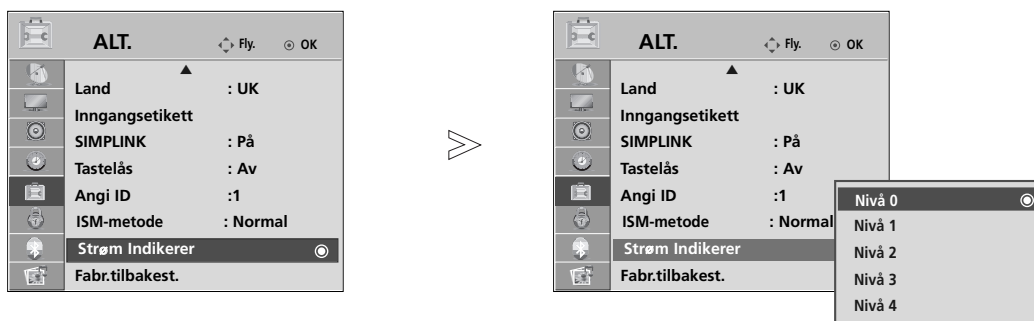 ALT. Fly. OK
Land : UK
Inngangsetikett
SIMPLINK : På
Tastelås : Av
Angi ID :1
ISM-metode : Normal
Strøm Indikerer
Fabr.tilbakest.
ALT. Fly. OK
Land : UK
Inngangsetikett
SIMPLINK : På
Tastelås : Av
Angi ID :1
ISM-metode : Normal
Strøm Indikerer
Fabr.tilbakest.
Nivå 0
Nivå 1
Nivå 2
Nivå 3
Nivå 4